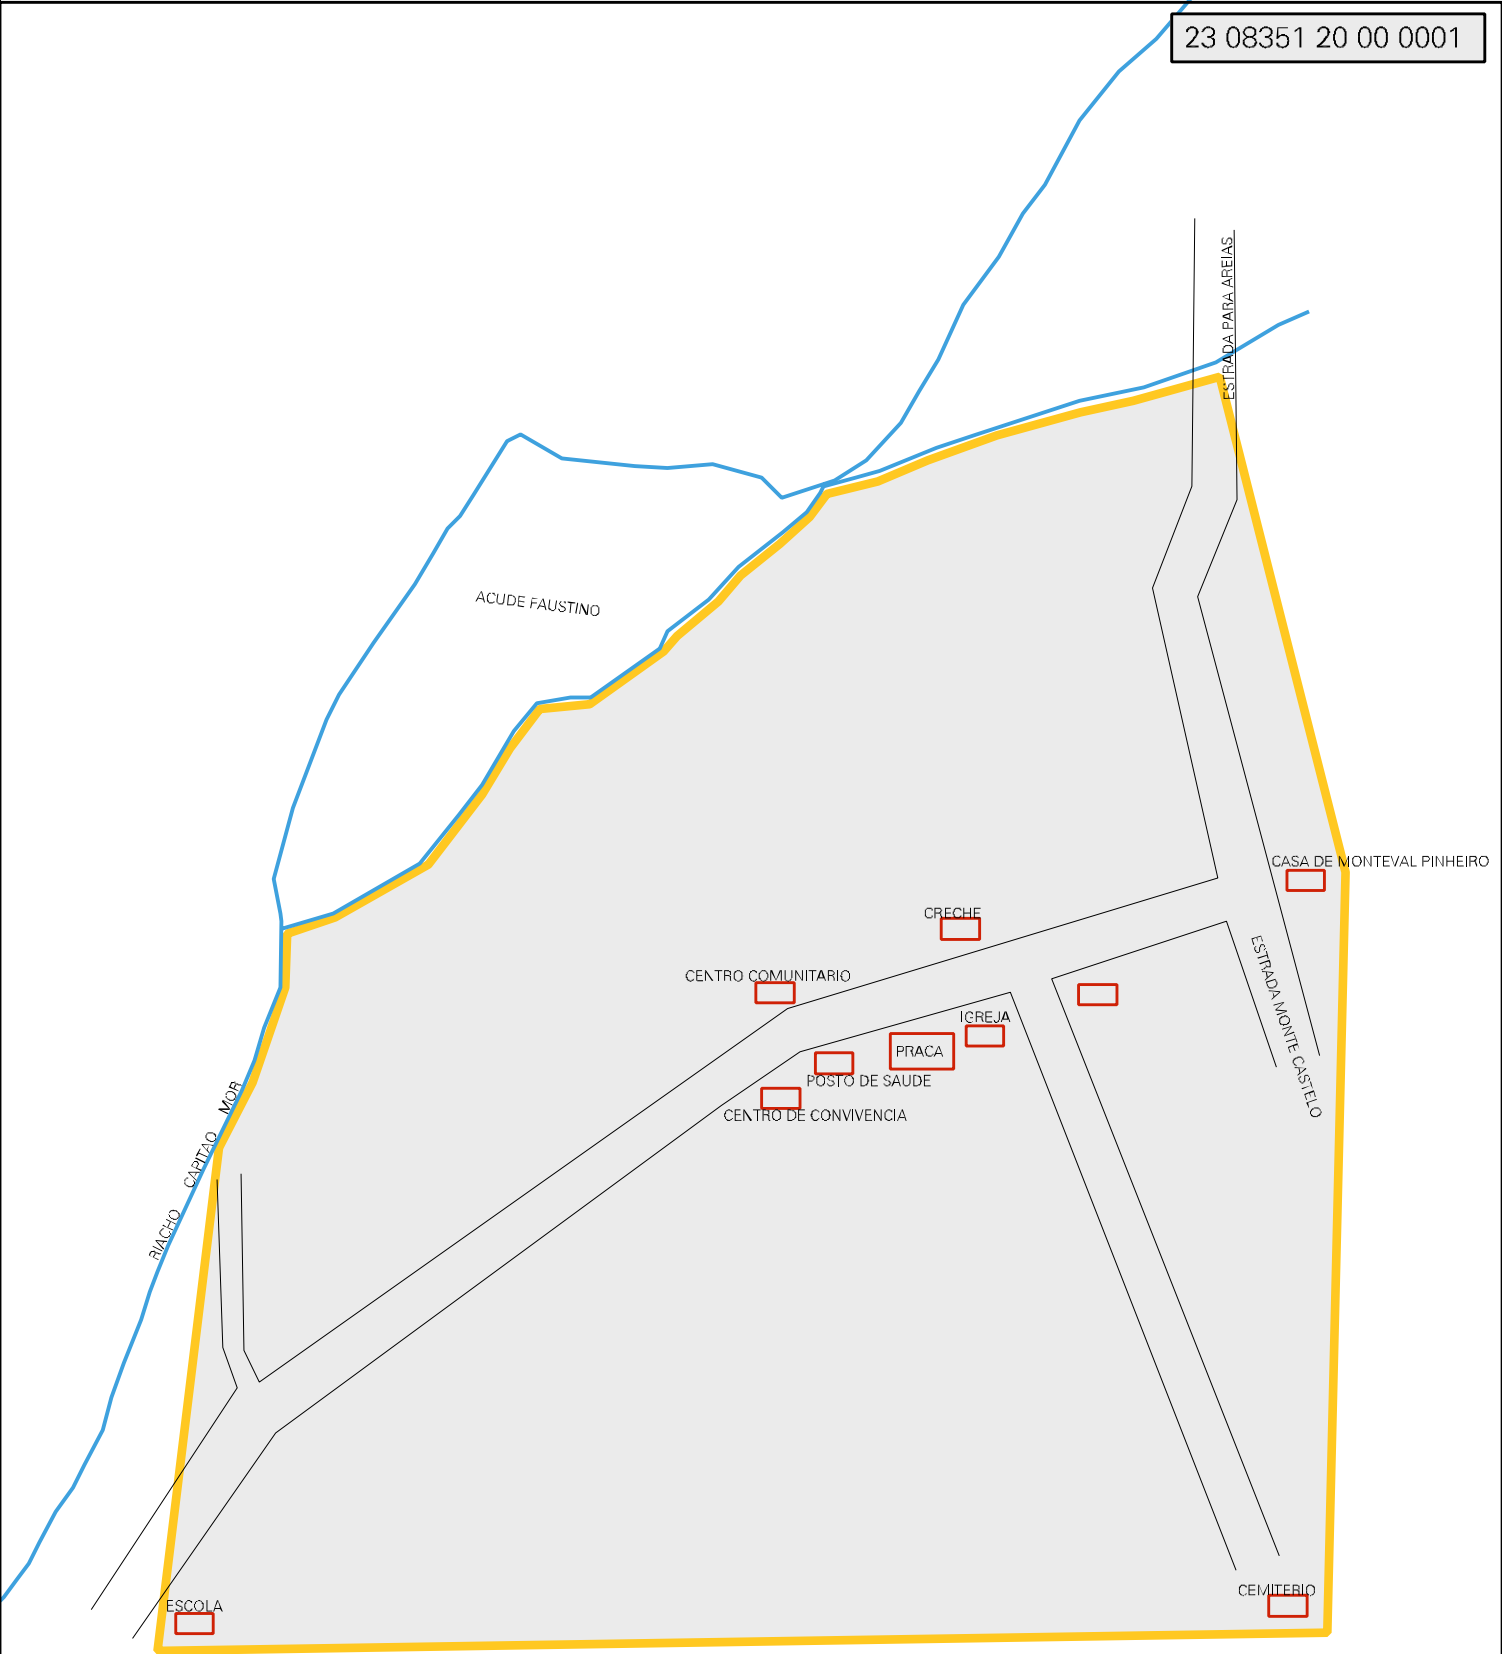 23 08351 20 00 0001
ESTRADA PARA AREIAS
ACUDE FAUSTINO
CASA DE MONTEVAL PINHEIRO
CRECHE
ESTRADA MONTE CASTELO
CENTRO COMUNITARIO
IGREJA
PRACA
POSTO DE SAUDE
CENTRO DE CONVIVENCIA
RIACHO CAPITAO MOR
CEMITERIO
ESCOLA